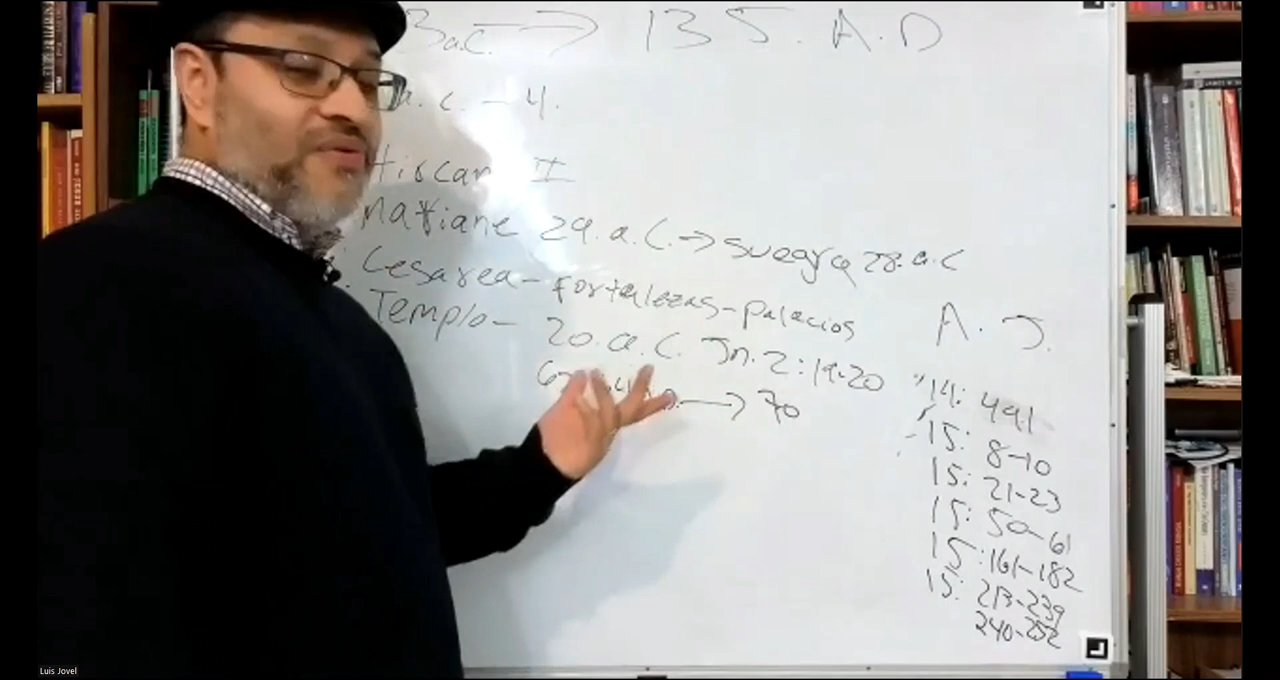 3 a.c. → 135. A.D
a. c. - 4.
Hiscan II
Mariane 29. a. C. → suegra 28. a. C
Cesarea - Fortalezas - palacios
Templo - 20. a. C. Jn. 2:19-20
→ 70
A. J.
14: 491
15: 8-10
15: 21-23
15: 50-61
15: 161-182
15: 213-239
240-252
Luis Jovel